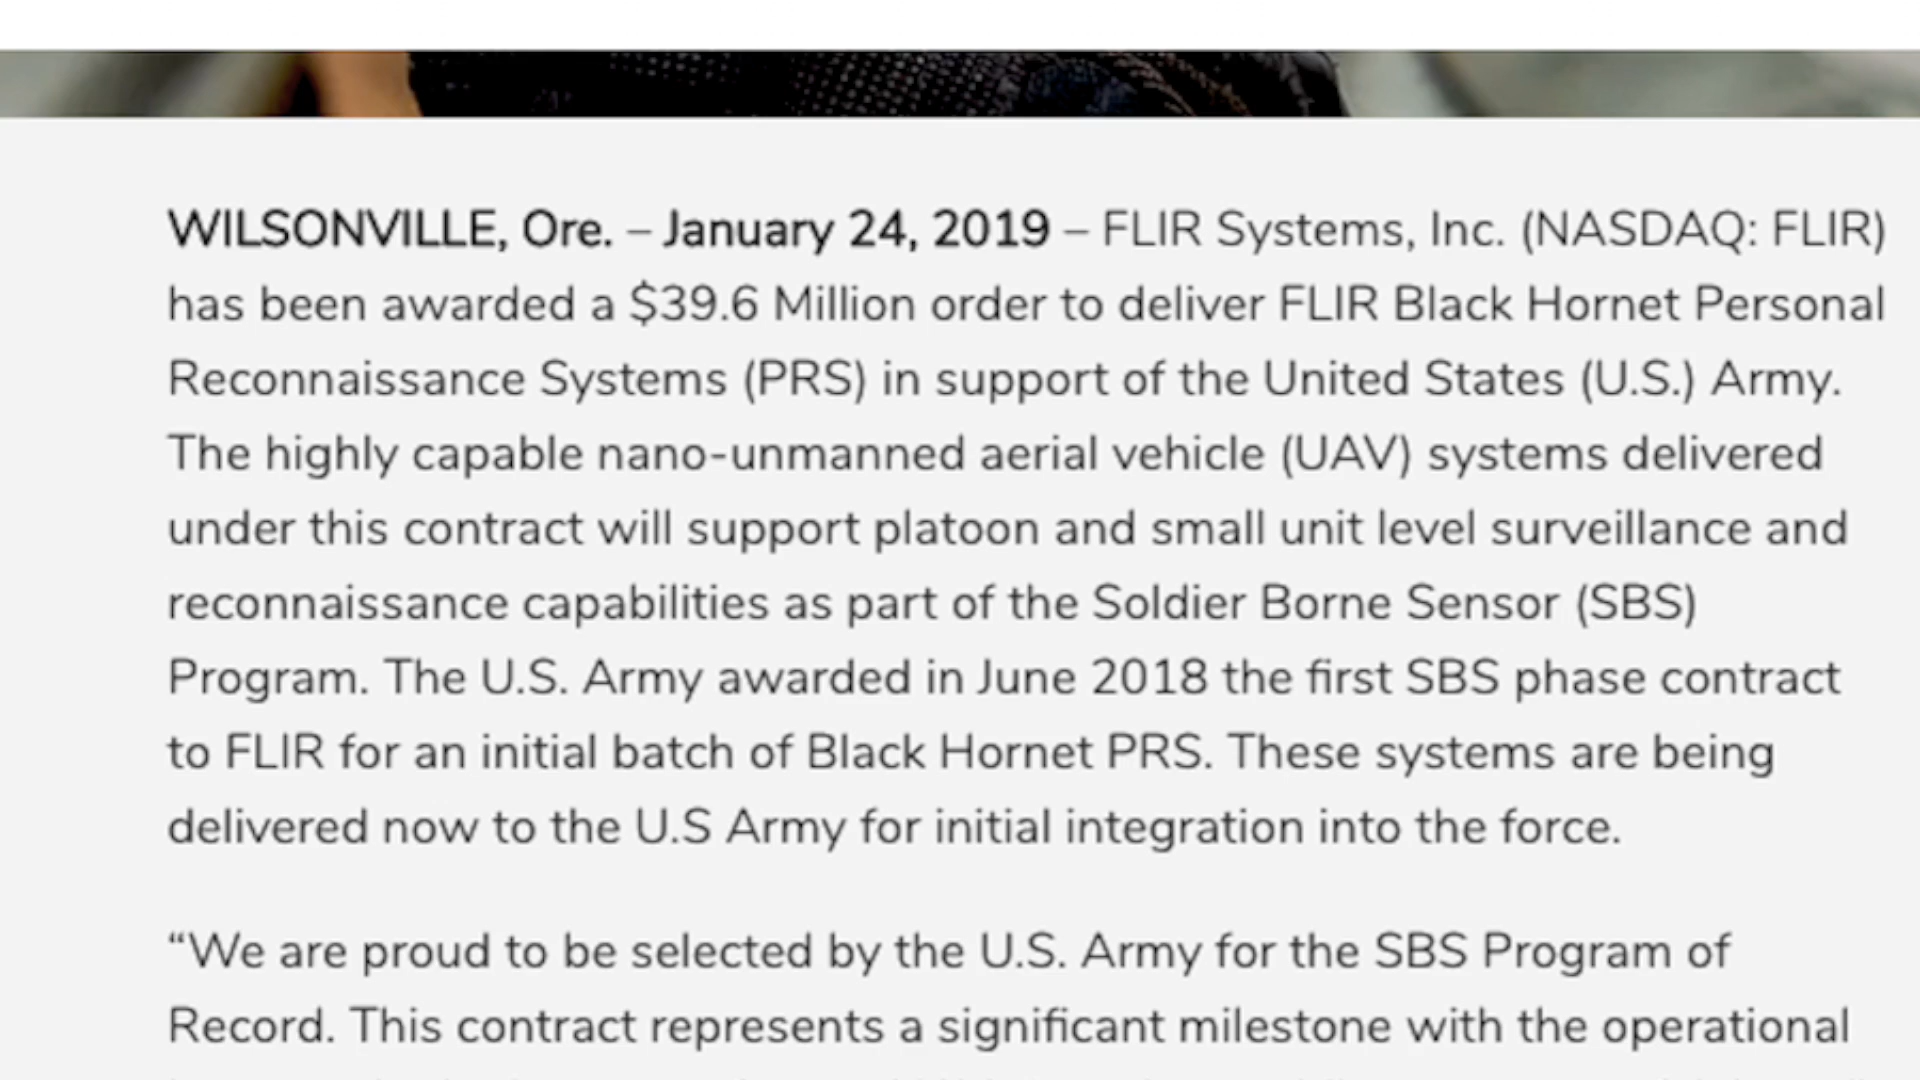 WILSONVILLE, Ore. – January 24, 2019 – FLIR Systems, Inc. (NASDAQ: FLIR)
has been awarded a $39.6 Million order to deliver FLIR Black Hornet Personal
Reconnaissance Systems (PRS) in support of the United States (U.S.) Army.
The highly capable nano-unmanned aerial vehicle (UAV) systems delivered
under this contract will support platoon and small unit level surveillance and
reconnaissance capabilities as part of the Soldier Borne Sensor (SBS)
Program. The U.S. Army awarded in June 2018 the first SBS phase contract
to FLIR for an initial batch of Black Hornet PRS. These systems are being
delivered now to the U.S Army for initial integration into the force.
“We are proud to be selected by the U.S. Army for the SBS Program of
Record. This contract represents a significant milestone with the operational